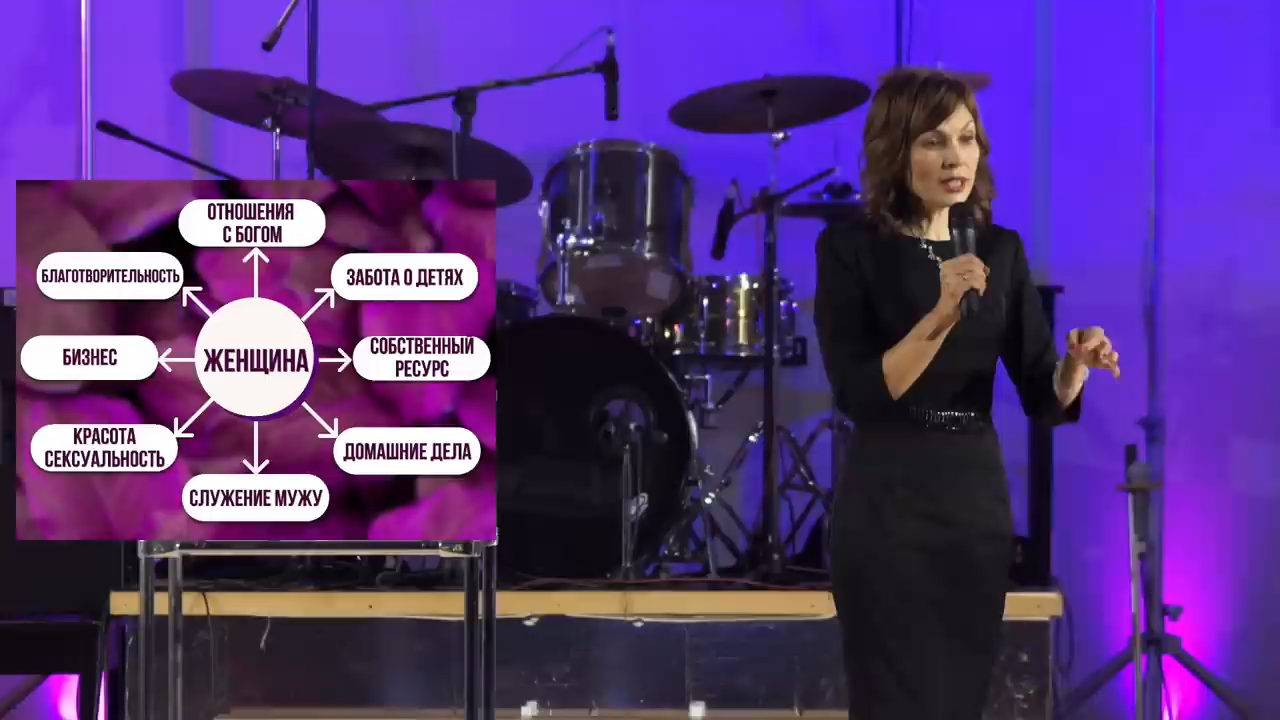 ОТНОШЕНИЯ
С БОГОМ
БЛАГОТВОРИТЕЛЬНОСТЬ
ЗАБОТА О ДЕТЯХ
БИЗНЕС
ЖЕНЩИНА
СОБСТВЕННЫЙ
РЕСУРС
КРАСОТА
СЕКСУАЛЬНОСТЬ
ДОМАШНИЕ ДЕЛА
СЛУЖЕНИЕ МУЖУ